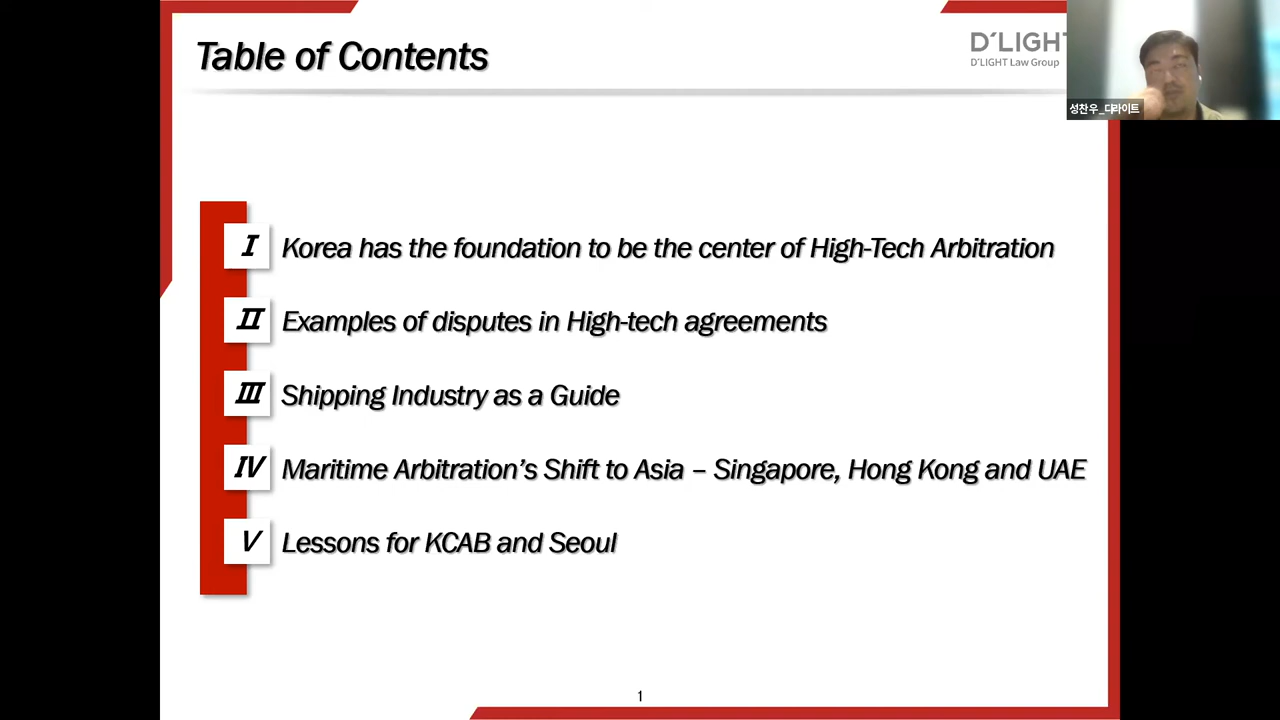 Table of Contents
D'LIGHT
D'LIGHT Law Group
성찬우_디라이트
I Korea has the foundation to be the center of High-Tech Arbitration
II Examples of disputes in High-tech agreements
III Shipping Industry as a Guide
IV Maritime Arbitration’s Shift to Asia – Singapore, Hong Kong and UAE
V Lessons for KCAB and Seoul
1